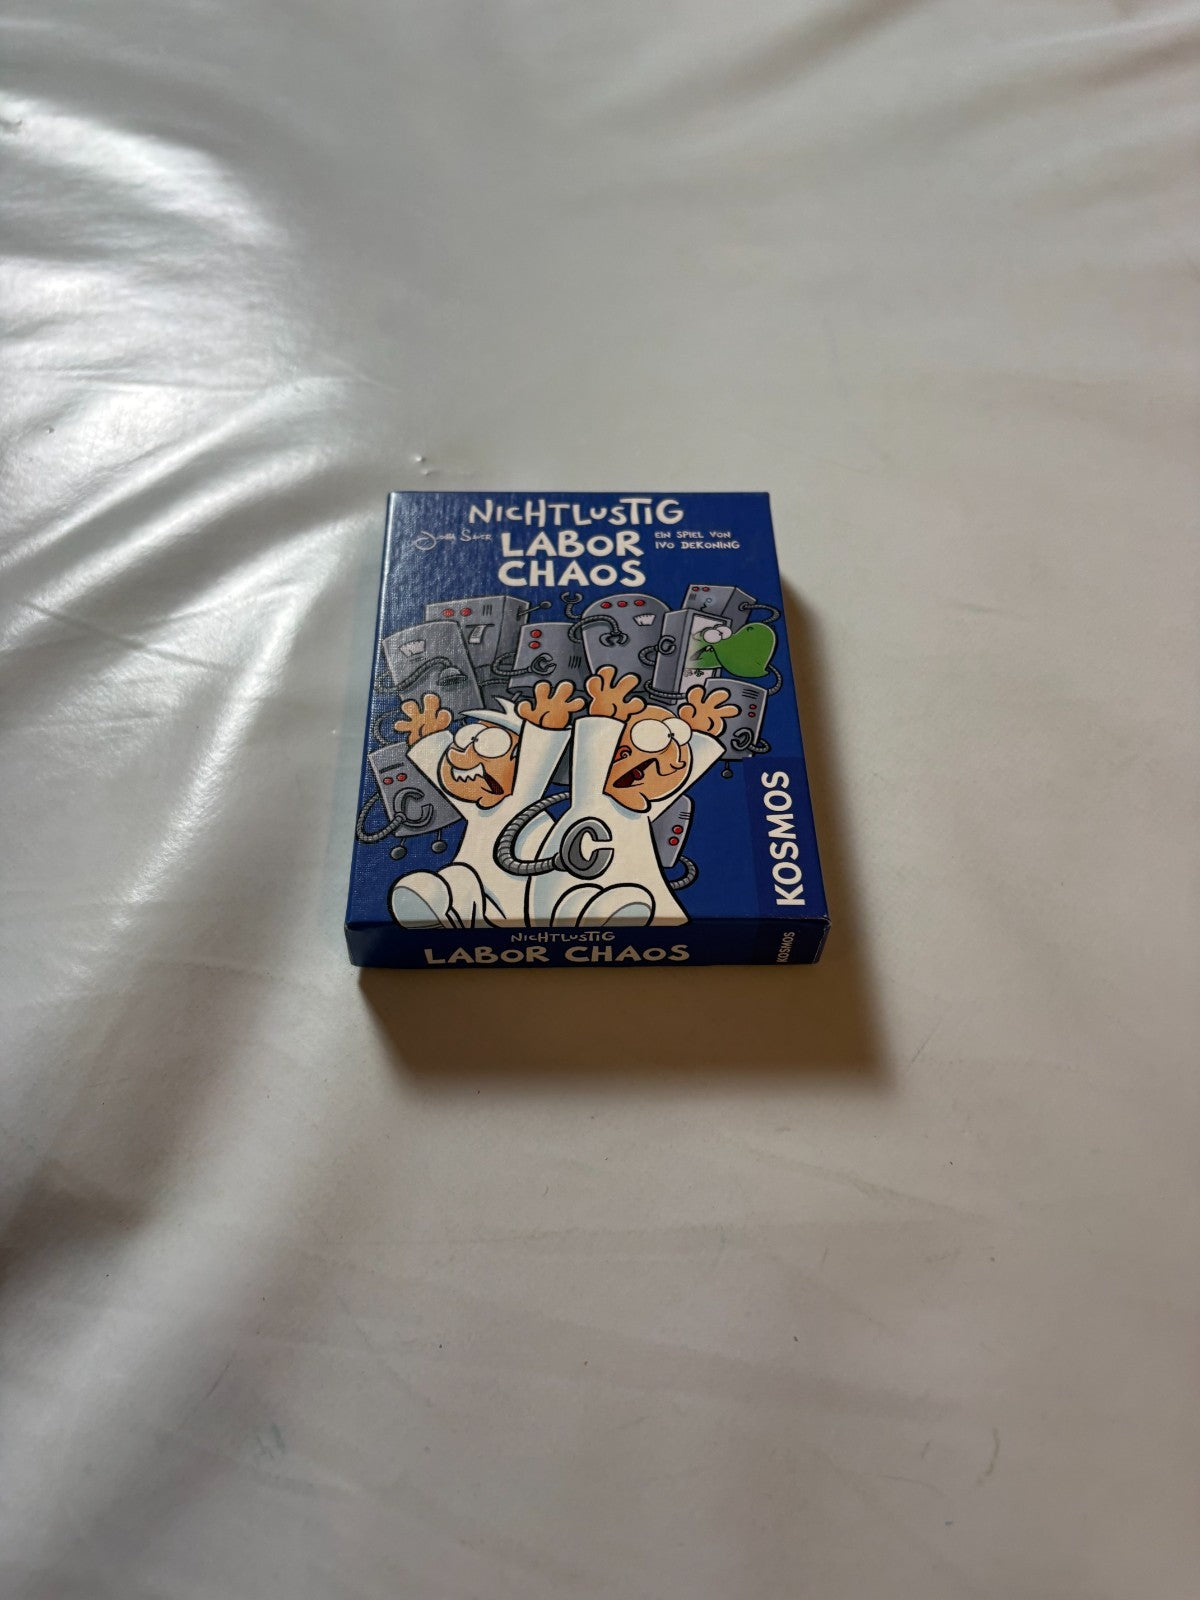 NICHTLUSTIG
LABOR
CHAOS
EIN SPIEL VON
IVO DEKONING
T
C
C
C
C
C
KOSMOS
NICHTLUSTIG
LABOR CHAOS
KOSMOS